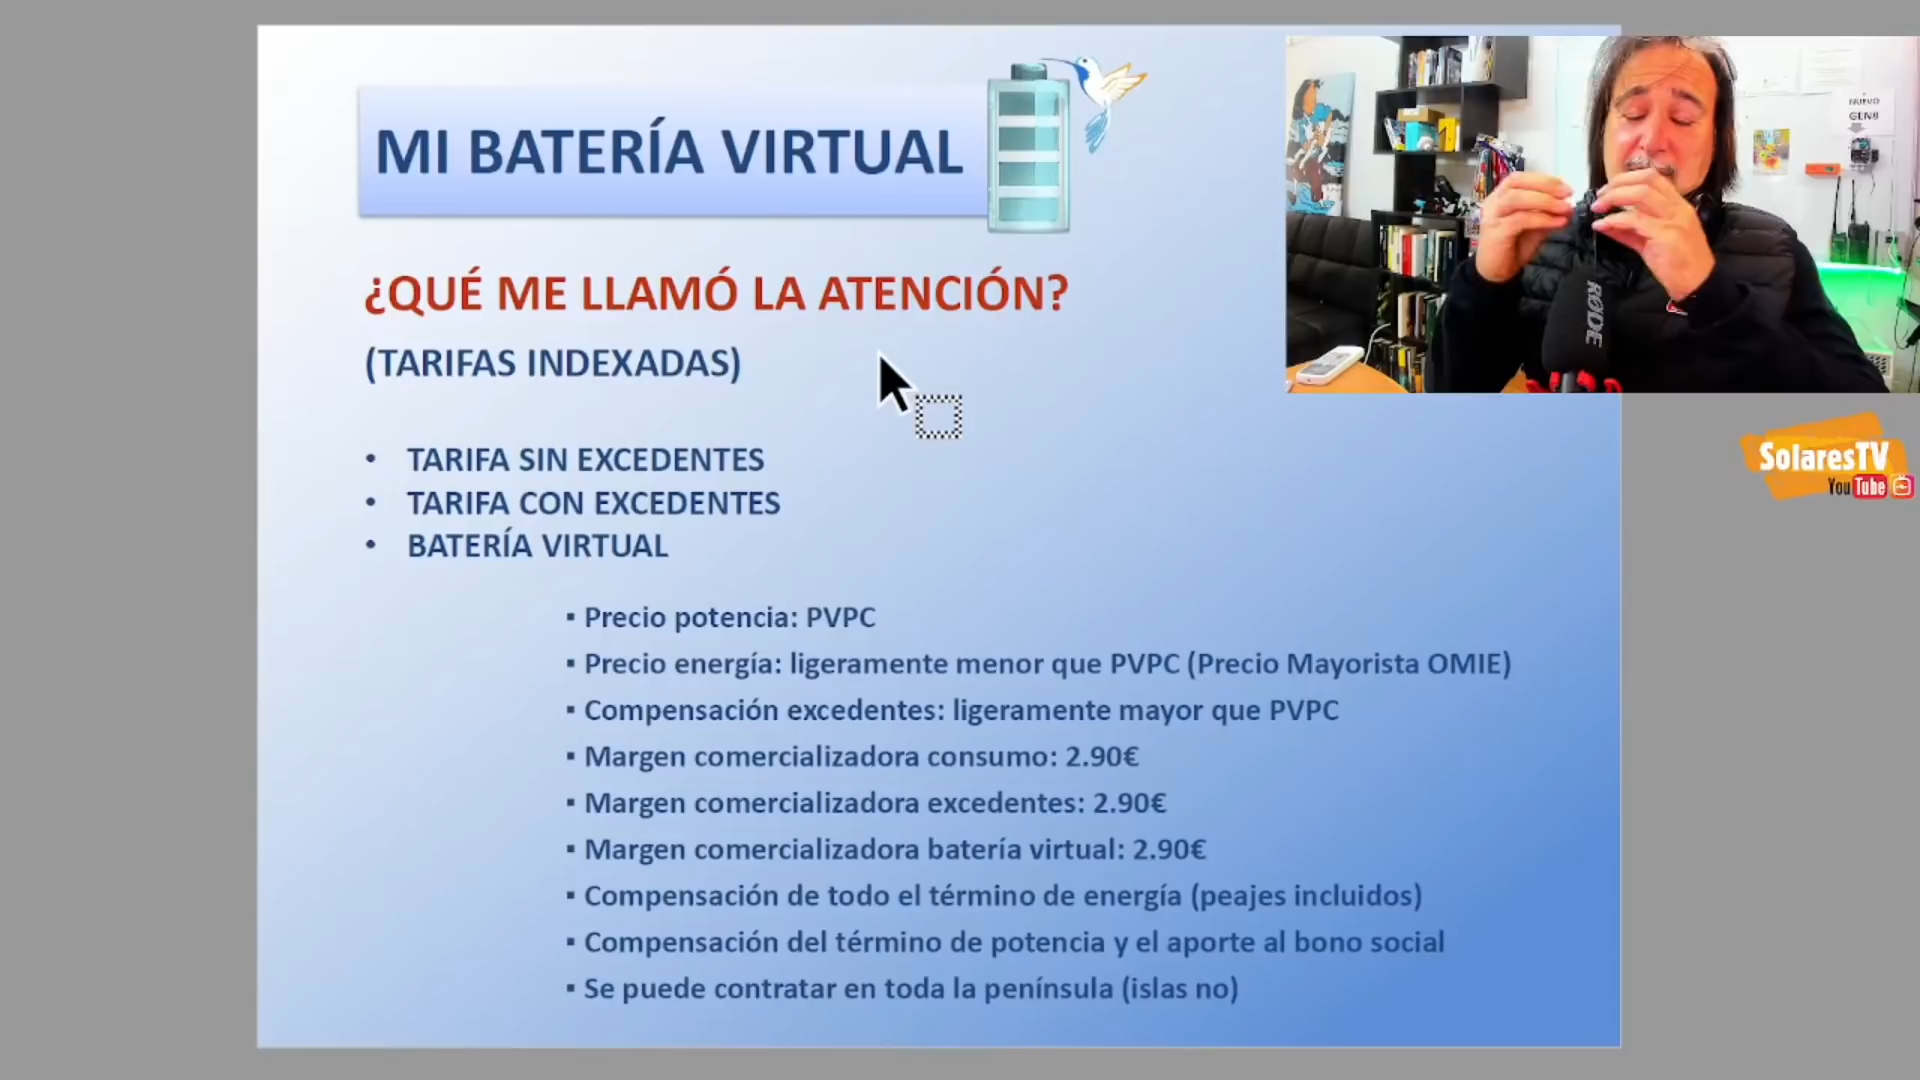 MI BATERÍA VIRTUAL
¿QUÉ ME LLAMÓ LA ATENCIÓN?
(TARIFAS INDEXADAS)
• TARIFA SIN EXCEDENTES
• TARIFA CON EXCEDENTES
• BATERÍA VIRTUAL
▪ Precio potencia: PVPC
▪ Precio energía: ligeramente menor que PVPC (Precio Mayorista OMIE)
▪ Compensación excedentes: ligeramente mayor que PVPC
▪ Margen comercializadora consumo: 2.90€
▪ Margen comercializadora excedentes: 2.90€
▪ Margen comercializadora batería virtual: 2.90€
▪ Compensación de todo el término de energía (peajes incluidos)
▪ Compensación del término de potencia y el aporte al bono social
▪ Se puede contratar en toda la península (islas no)
NUEVO
GEN8
RØDE
SolaresTV
YouTube